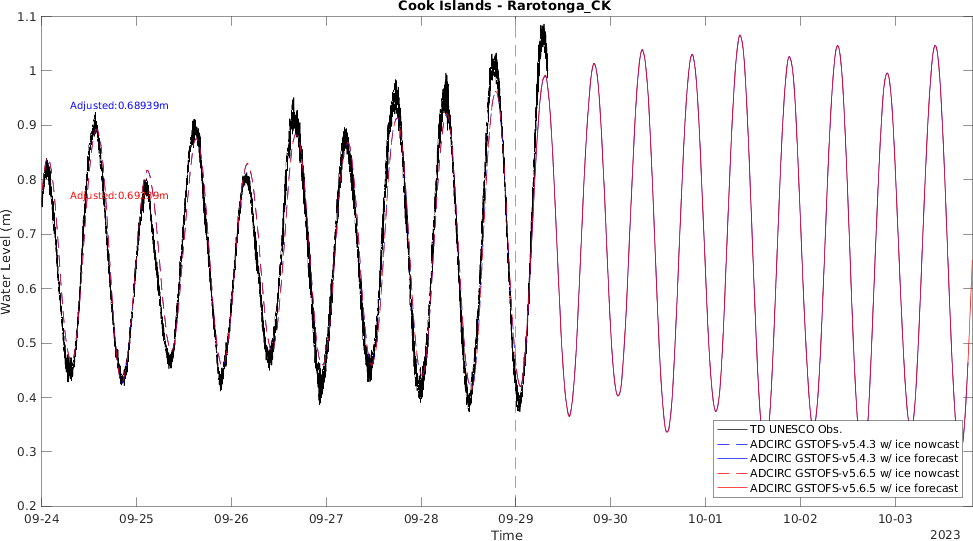 Cook Islands - Rarotonga_CK
1.1
1
0.9
0.8
0.7
0.6
0.5
0.4
0.3
0.2
Water Level (m)
Adjusted:0.68939m
TD UNESCO Obs.
ADCIRC GSTOFS-v5.4.3 w/ ice nowcast
ADCIRC GSTOFS-v5.4.3 w/ ice forecast
ADCIRC GSTOFS-v5.6.5 w/ ice nowcast
ADCIRC GSTOFS-v5.6.5 w/ ice forecast
09-24 09-25 09-26 09-27 09-28 09-29 09-30 10-01 10-02 10-03
Time
2023